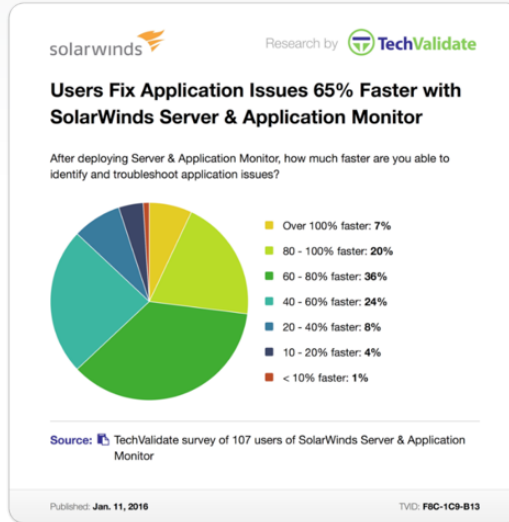 solarwinds
Research by TechValidate
Users Fix Application Issues 65% Faster with
SolarWinds Server & Application Monitor
After deploying Server & Application Monitor, how much faster are you able to
identify and troubleshoot application issues?
Over 100% faster: 7%
80 - 100% faster: 20%
60 - 80% faster: 36%
40 - 60% faster: 24%
20 - 40% faster: 8%
10 - 20% faster: 4%
< 10% faster: 1%
Source: TechValidate survey of 107 users of SolarWinds Server & Application
Monitor
Published: Jan. 11, 2016
TVID: F8C-1C9-B13